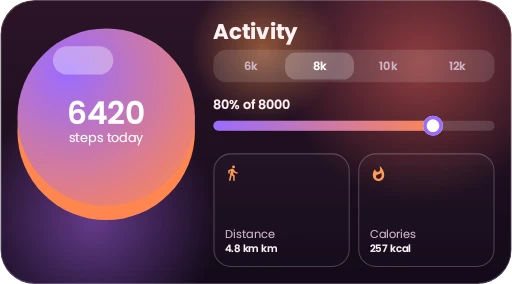 Activity
6k 8k 10k 12k
6420
steps today
80% of 8000
Distance
4.8 km km
Calories
257 kcal